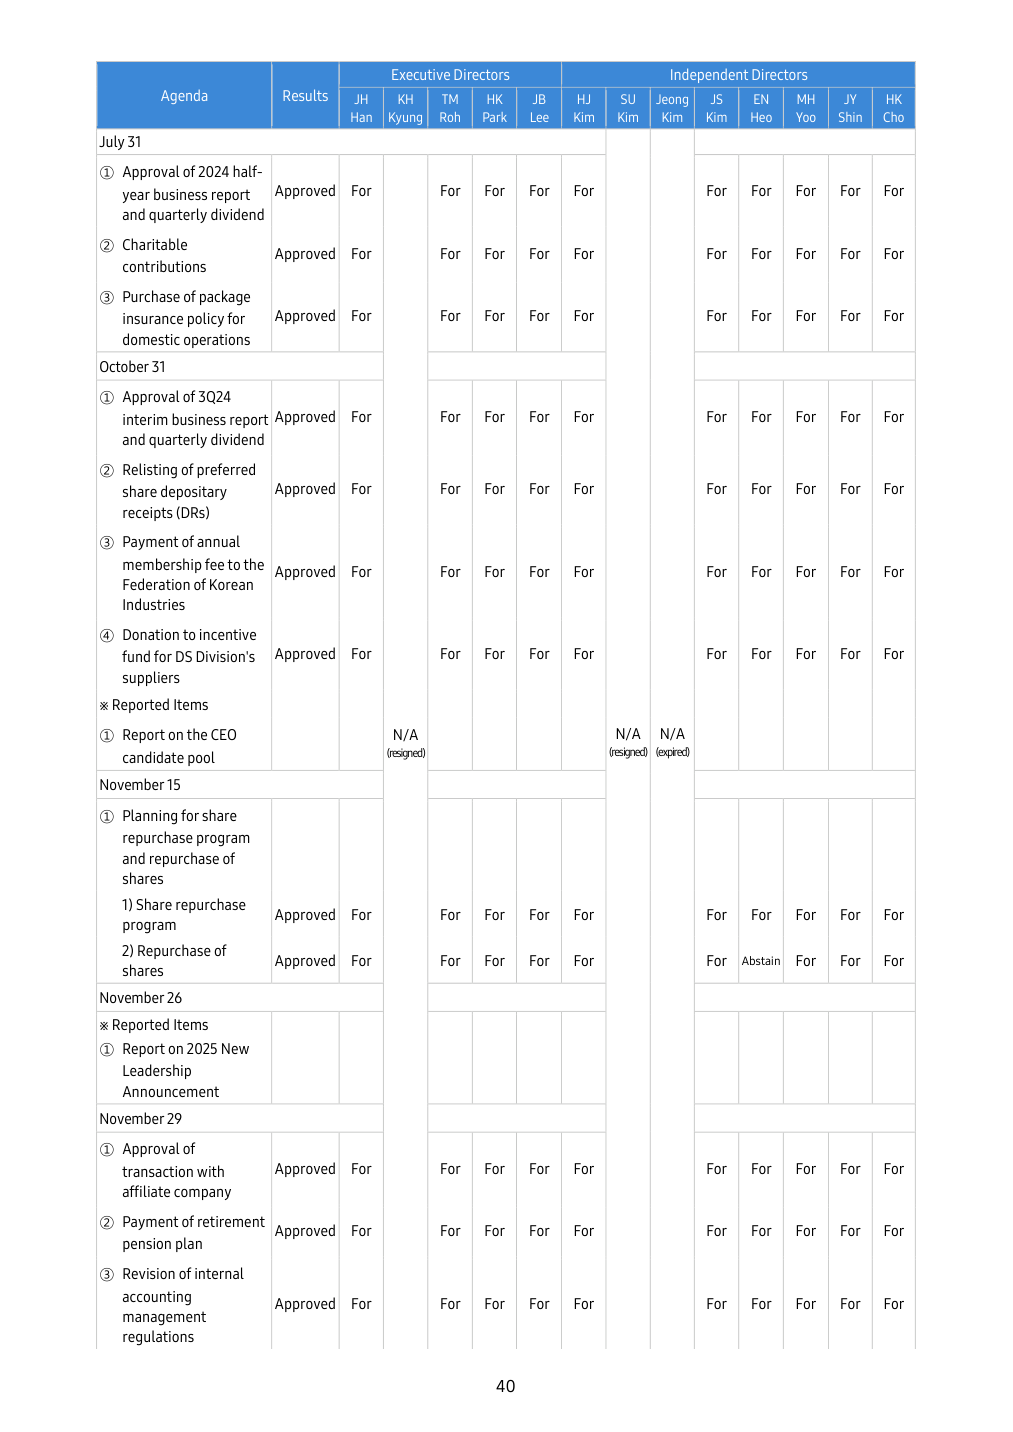 Agenda Results Executive Directors Independent Directors
JH Han KH Kyung TM Roh HK Park JB Lee HJ Kim SU Kim Jeong Kim JS Kim EN Heo MH Yoo JY Shin HK Cho
July 31
① Approval of 2024 half-
year business report Approved For For For For For For For For For For
and quarterly dividend
② Charitable
contributions Approved For For For For For For For For For For
③ Purchase of package
insurance policy for Approved For For For For For For For For For For
domestic operations
October 31
① Approval of 3Q24
interim business report Approved For For For For For For For For For For
and quarterly dividend
② Relisting of preferred
share depositary Approved For For For For For For For For For For
receipts (DRs)
③ Payment of annual
membership fee to the Approved For For For For For For For For For For
Federation of Korean
Industries
④ Donation to incentive
fund for DS Division's Approved For For For For For For For For For For
suppliers
※ Reported Items
① Report on the CEO N/A N/A N/A
candidate pool (resigned) (resigned) (expired)
November 15
① Planning for share
repurchase program
and repurchase of
shares
1) Share repurchase
program Approved For For For For For For For For For For
2) Repurchase of
shares Approved For For For For For For Abstain For For For
November 26
※ Reported Items
① Report on 2025 New
Leadership
Announcement
November 29
① Approval of
transaction with Approved For For For For For For For For For For
affiliate company
② Payment of retirement
pension plan Approved For For For For For For For For For For
③ Revision of internal
accounting
management Approved For For For For For For For For For For
regulations
40